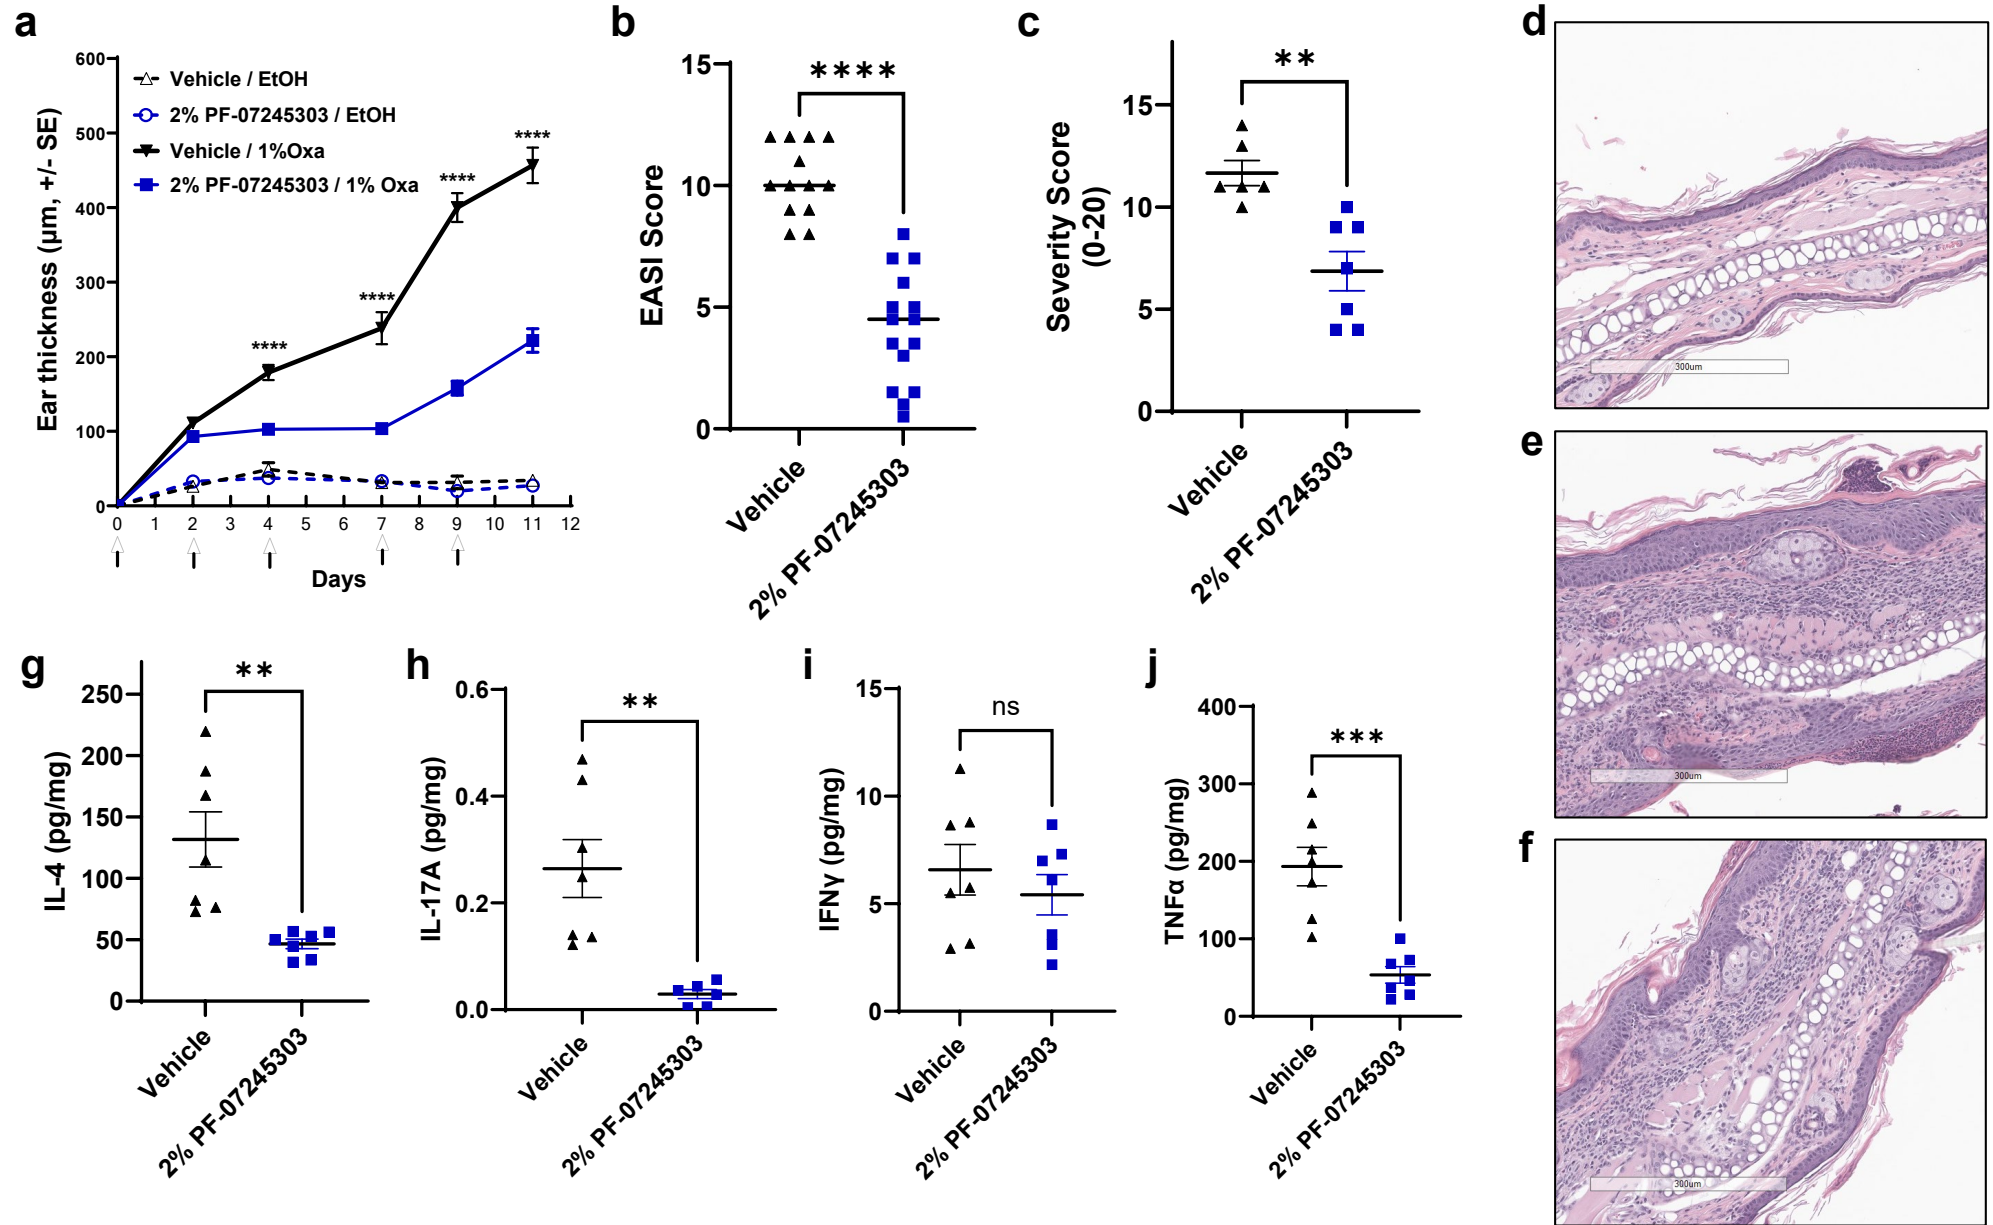 a
Ear thickness (μm, +/- SE)
600
500
400
300
200
100
0
Vehicle / EtOH
2% PF-07245303 / EtOH
Vehicle / 1%Oxa
2% PF-07245303 / 1% Oxa
****
****
****
****
****
0 1 2 3 4 5 6 7 8 9 10 11 12
Days
b
EASI Score
15
10
5
0
****
Vehicle
2% PF-07245303
c
Severity Score
(0-20)
15
10
5
0
**
Vehicle
2% PF-07245303
d
300um
e
300um
f
300um
g
IL-4 (pg/mg)
250
200
150
100
50
0
**
Vehicle
2% PF-07245303
h
IL-17A (pg/mg)
0.6
0.4
0.2
0.0
**
Vehicle
2% PF-07245303
i
IFNγ (pg/mg)
15
10
5
0
ns
Vehicle
2% PF-07245303
j
TNFα (pg/mg)
400
300
200
100
0
***
Vehicle
2% PF-07245303